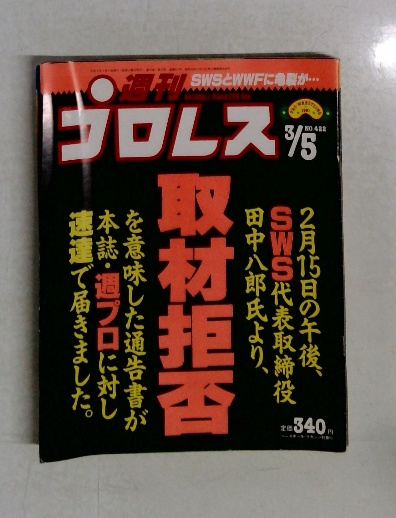 SWSとWWFに亀裂が…
週刊
プロレス
3/5
NO.422
2月15日の午後、
SWS代表取締役
田中八郎氏より、
取材拒否
を意味した通告書が
本誌・週プロに対し
速達で届きました。
定価340円